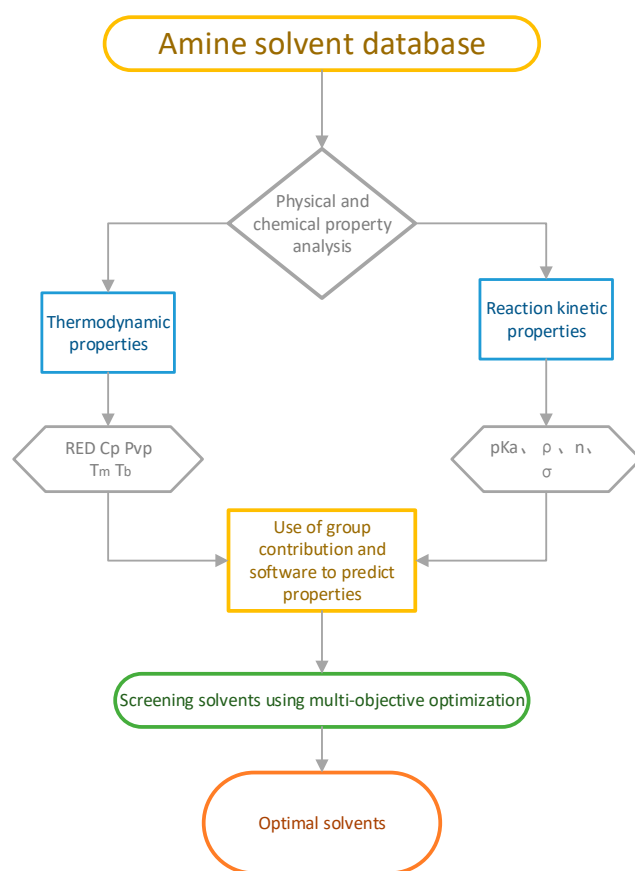 Amine solvent database
Physical and
chemical property
analysis
Thermodynamic
properties
Reaction kinetic
properties
RED Cp Pvp
Tm Tb
pKa、 ρ 、n、
σ
Use of group
contribution and
software to predict
properties
Screening solvents using multi-objective optimization
Optimal solvents